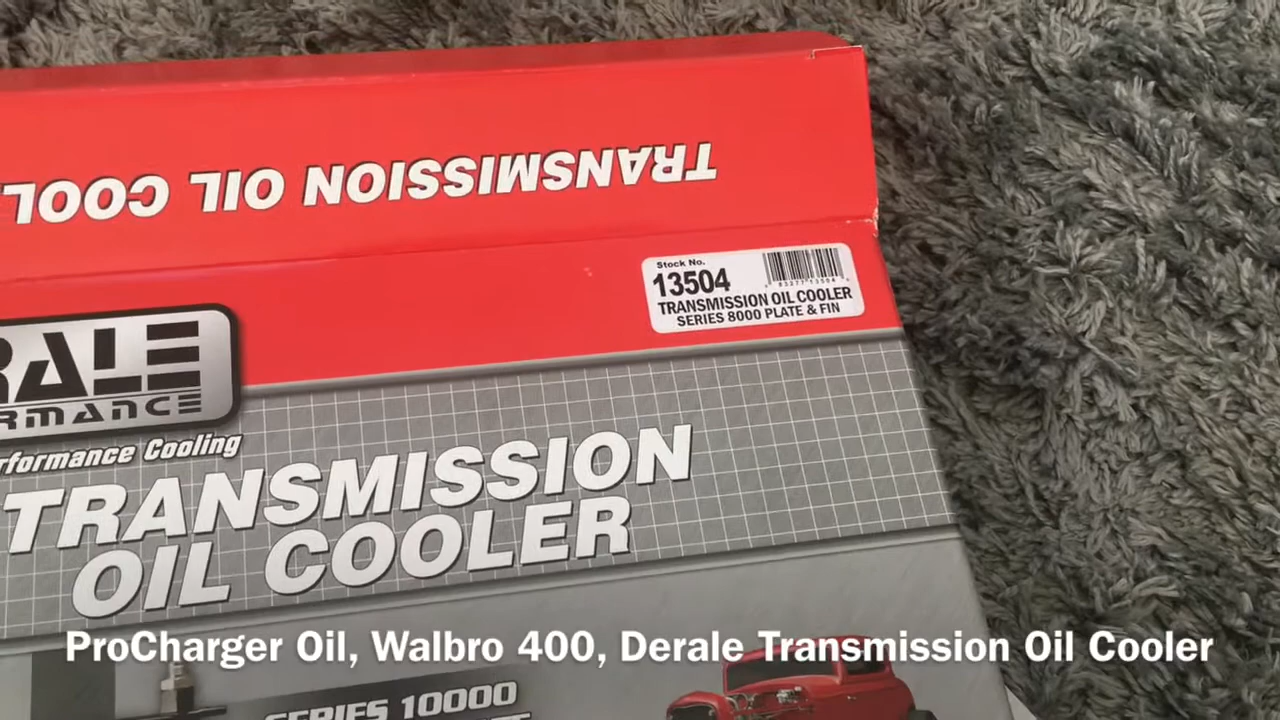 TRANSMISSION OIL COOL
Stock No.
13504
TRANSMISSION OIL COOLER
SERIES 8000 PLATE & FIN
RALE
RMANCE
rformance Cooling
TRANSMISSION
OIL COOLER
ProCharger Oil, Walbro 400, Derale Transmission Oil Cooler
SERIES 10000